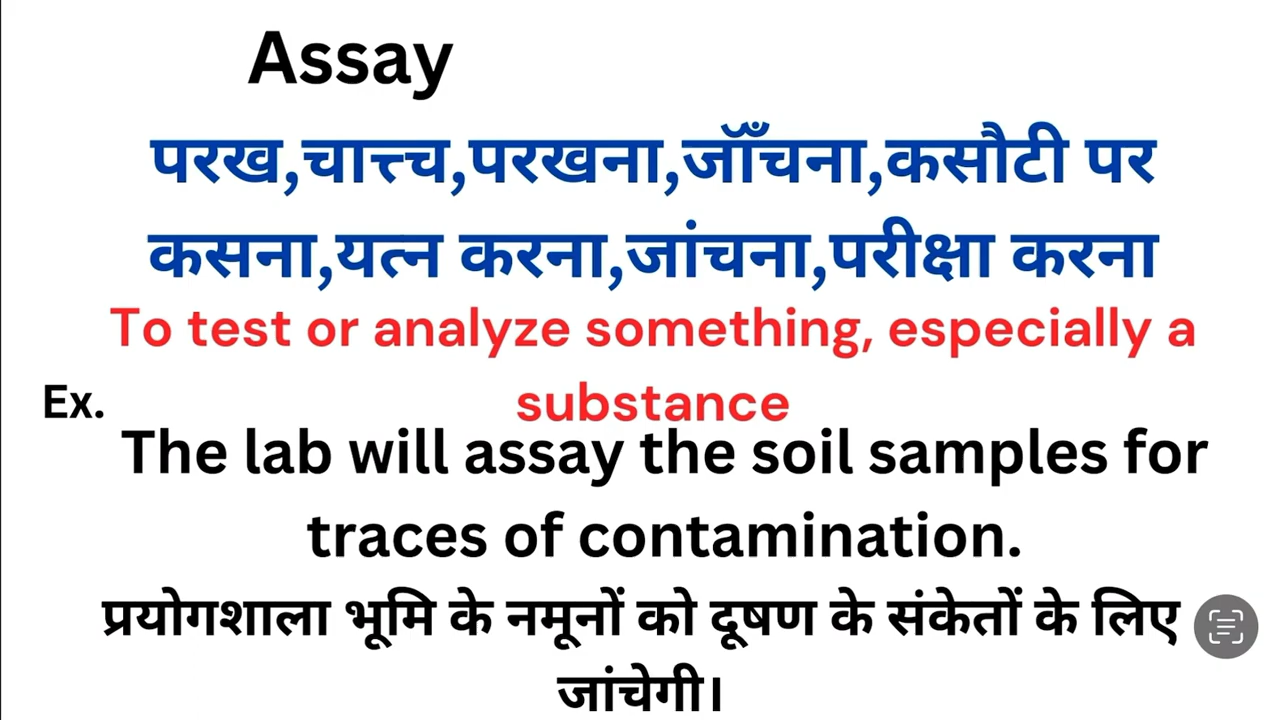 Assay
परख,चात्त्च,परखना,जॉँचना,कसौटी पर
कसना,यत्न करना,जांचना,परीक्षा करना
To test or analyze something, especially a
substance
Ex.
The lab will assay the soil samples for
traces of contamination.
प्रयोगशाला भूमि के नमूनों को दूषण के संकेतों के लिए
जांचेगी।